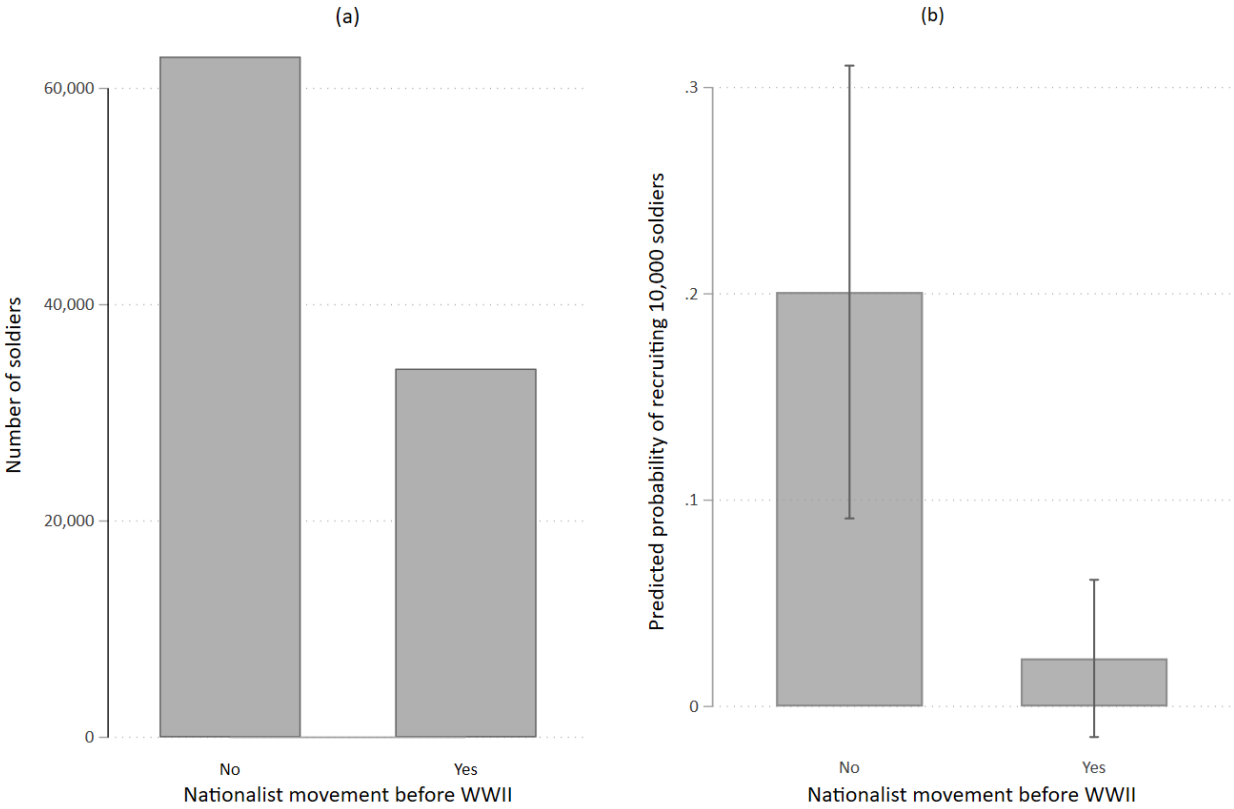 (a)
60,000
40,000
20,000
0
Number of soldiers
No
Yes
Nationalist movement before WWII
(b)
.3
.2
.1
0
Predicted probability of recruiting 10,000 soldiers
No
Yes
Nationalist movement before WWII